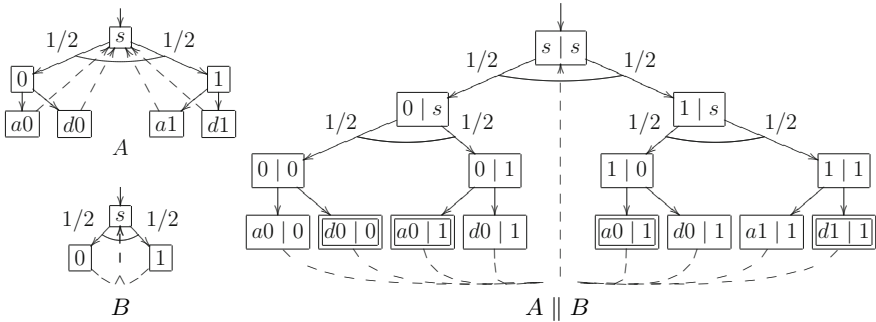 s
1/2 1/2
0 1
a0 d0 a1 d1
A
s
1/2 1/2
0 1
B
s | s
1/2 1/2
0 | s 1 | s
1/2 1/2 1/2 1/2
0 | 0 0 | 1 1 | 0 1 | 1
a0 | 0 d0 | 0 a0 | 1 d0 | 1 a0 | 1 d0 | 1 a1 | 1 d1 | 1
A ∥ B